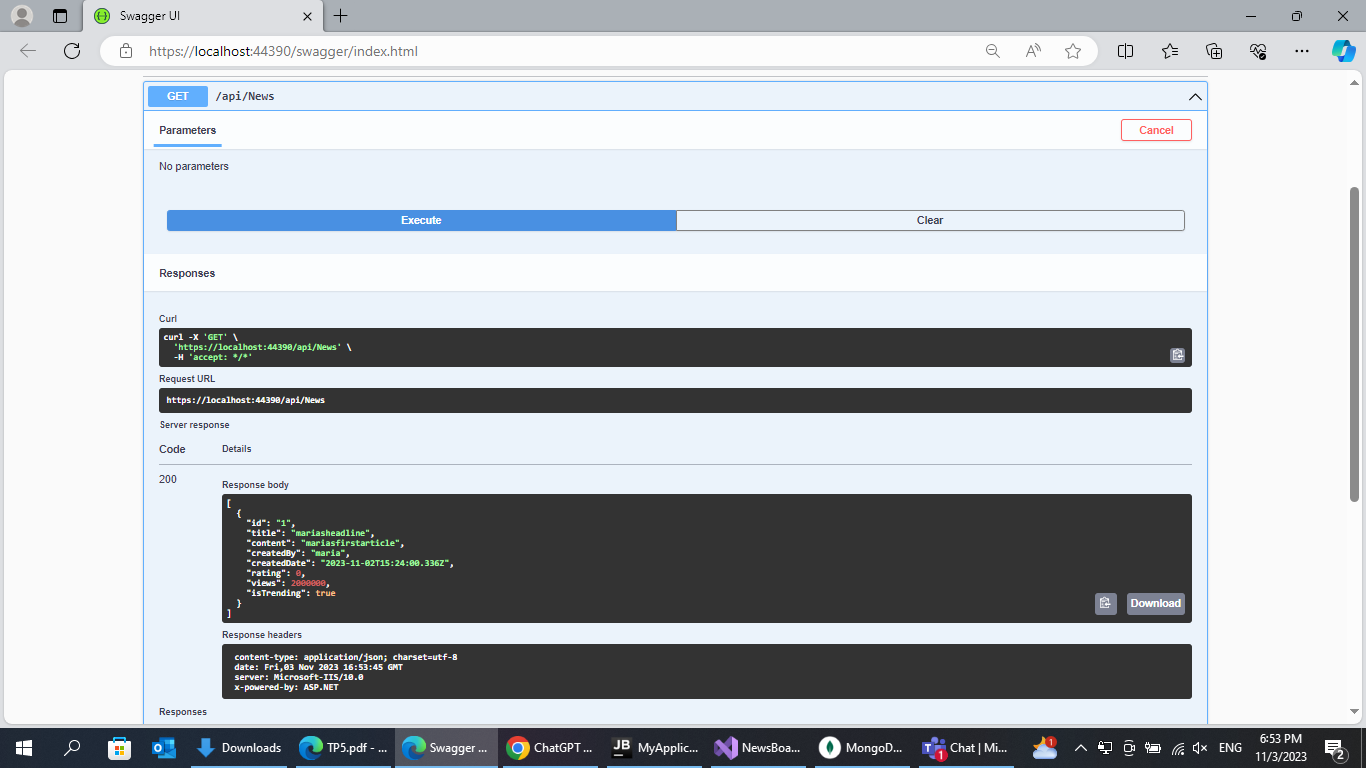 Swagger UI
https://localhost:44390/swagger/index.html
GET /api/News
Parameters
Cancel
No parameters
Execute
Clear
Responses
Curl
curl -X 'GET' \
'https://localhost:44390/api/News' \
-H 'accept: */*'
Request URL
https://localhost:44390/api/News
Server response
Code Details
200
Response body
[
{
"id": "1",
"title": "mariasheadline",
"content": "mariasfirstarticle",
"createdBy": "maria",
"createdDate": "2023-11-02T15:24:00.336Z",
"rating": 0,
"views": 2000000,
"isTrending": true
}
]
Download
Response headers
content-type: application/json; charset=utf-8
date: Fri,03 Nov 2023 16:53:45 GMT
server: Microsoft-IIS/10.0
x-powered-by: ASP.NET
Responses
Downloads
TP5.pdf - ...
Swagger ...
ChatGPT ...
JB
MyApplic...
NewsBoa...
MongoD...
1
Chat | Mi...
1
ENG
6:53 PM
11/3/2023
2